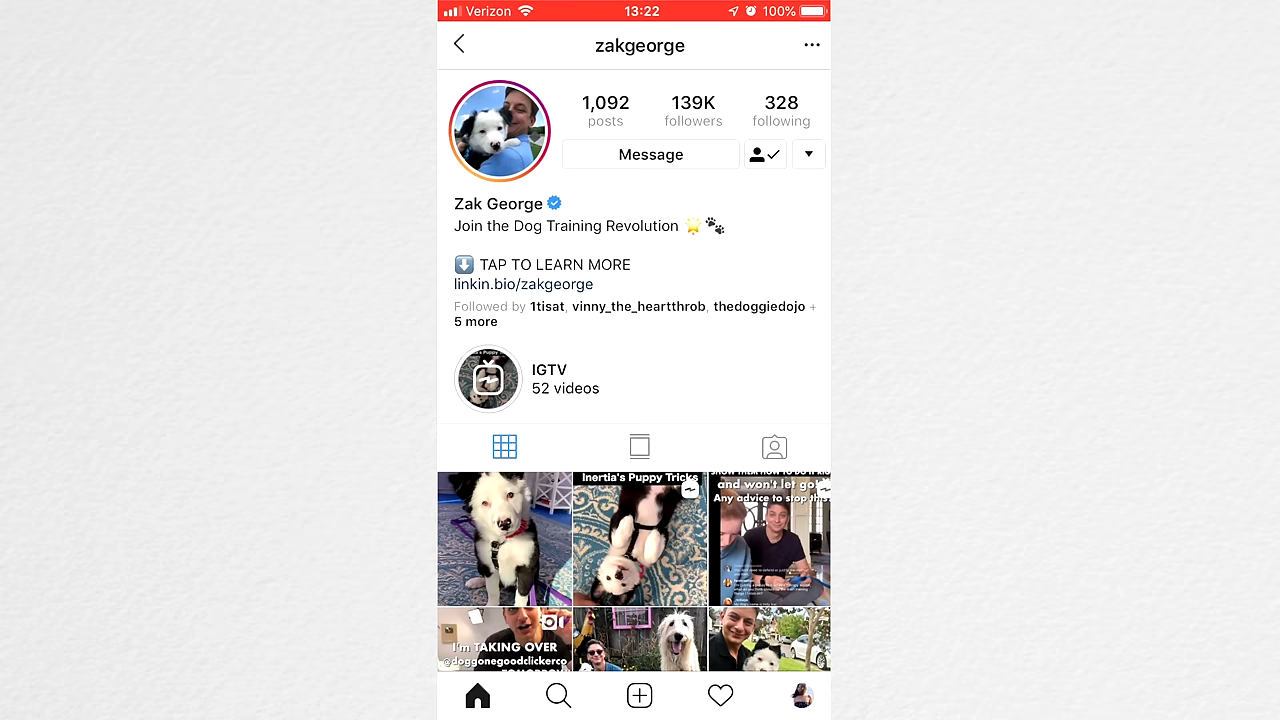 Verizon 13:22 100%
zakgeorge
1,092 139K 328
posts followers following
Message
Zak George
Join the Dog Training Revolution
TAP TO LEARN MORE
linkin.bio/zakgeorge
Followed by 1tisat, vinny_the_heartthrob, thedoggiedojo +
5 more
IGTV
52 videos
Inertia's Puppy Tricks
and won't let go!
Any advice to stop this
I'm TAKING OVER
@doggonegoodclickerco
TOMORROW